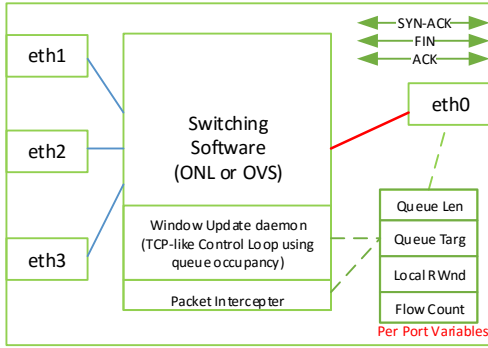 SYN-ACK
FIN
ACK
eth1
eth2
eth3
eth0
Switching
Software
(ONL or OVS)
Window Update daemon
(TCP-like Control Loop using
queue occupancy)
Packet Intercepter
Queue Len
Queue Targ
Local RWnd
Flow Count
Per Port Variables